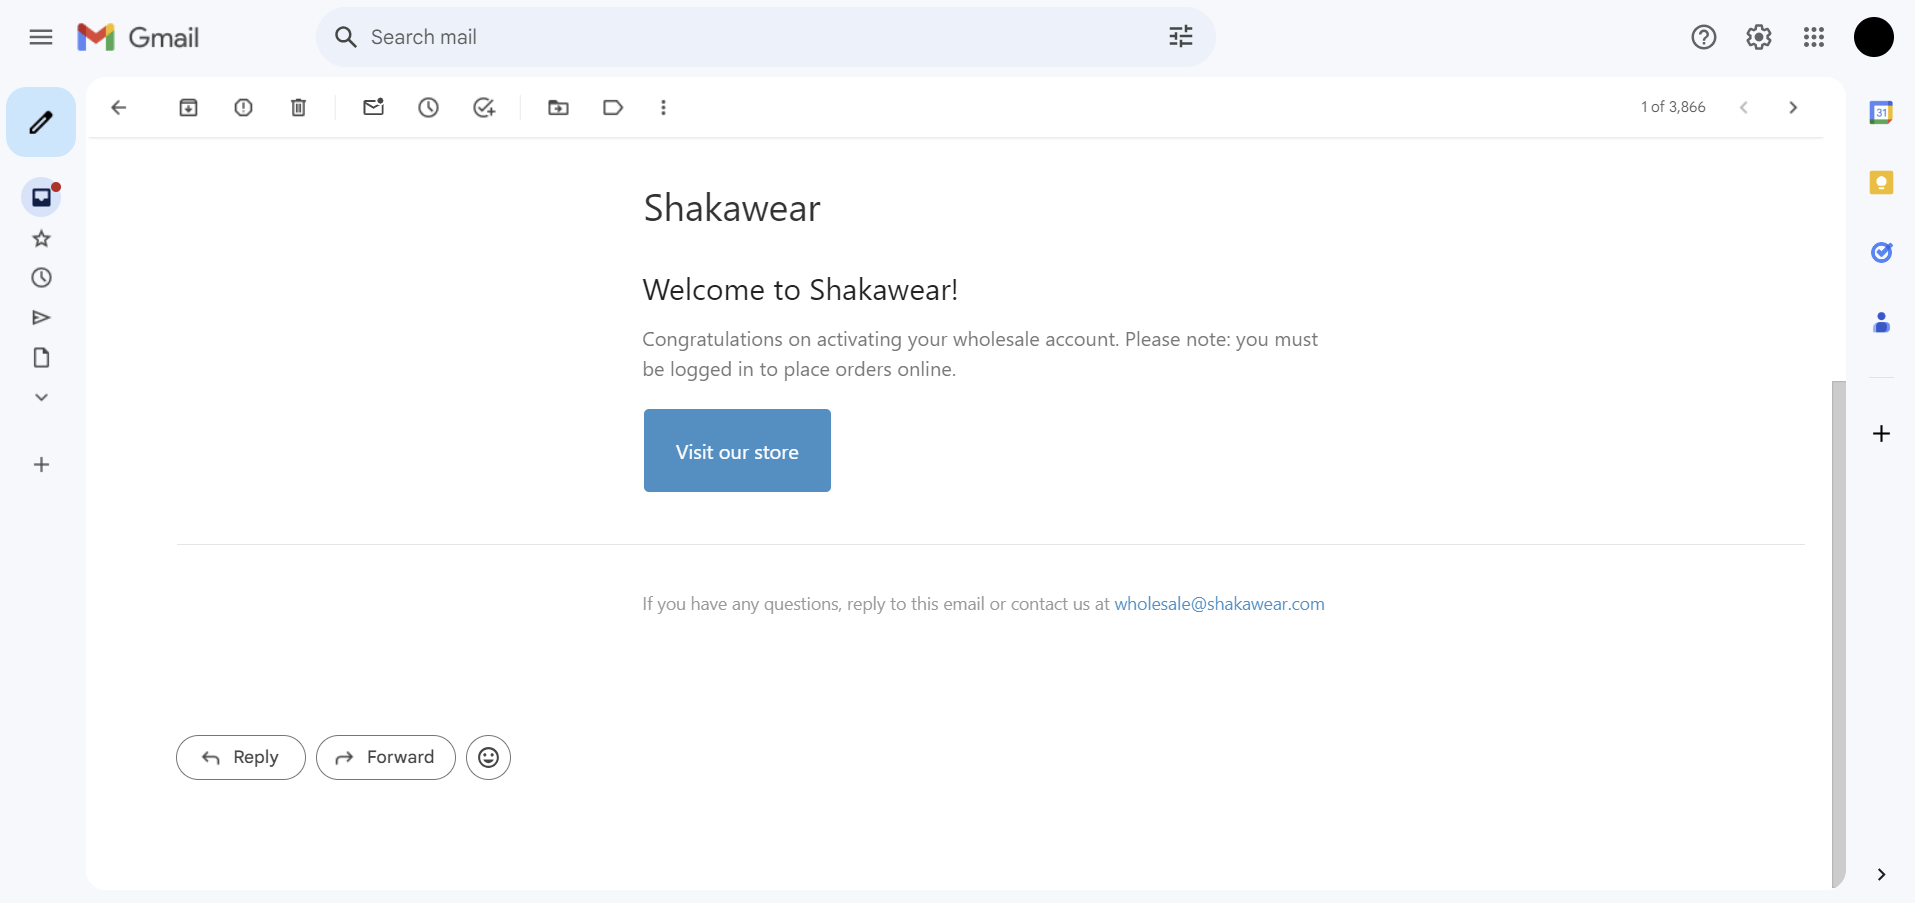 Gmail
Search mail
1 of 3,866
31
Shakawear
Welcome to Shakawear!
Congratulations on activating your wholesale account. Please note: you must
be logged in to place orders online.
Visit our store
If you have any questions, reply to this email or contact us at wholesale@shakawear.com
Reply
Forward